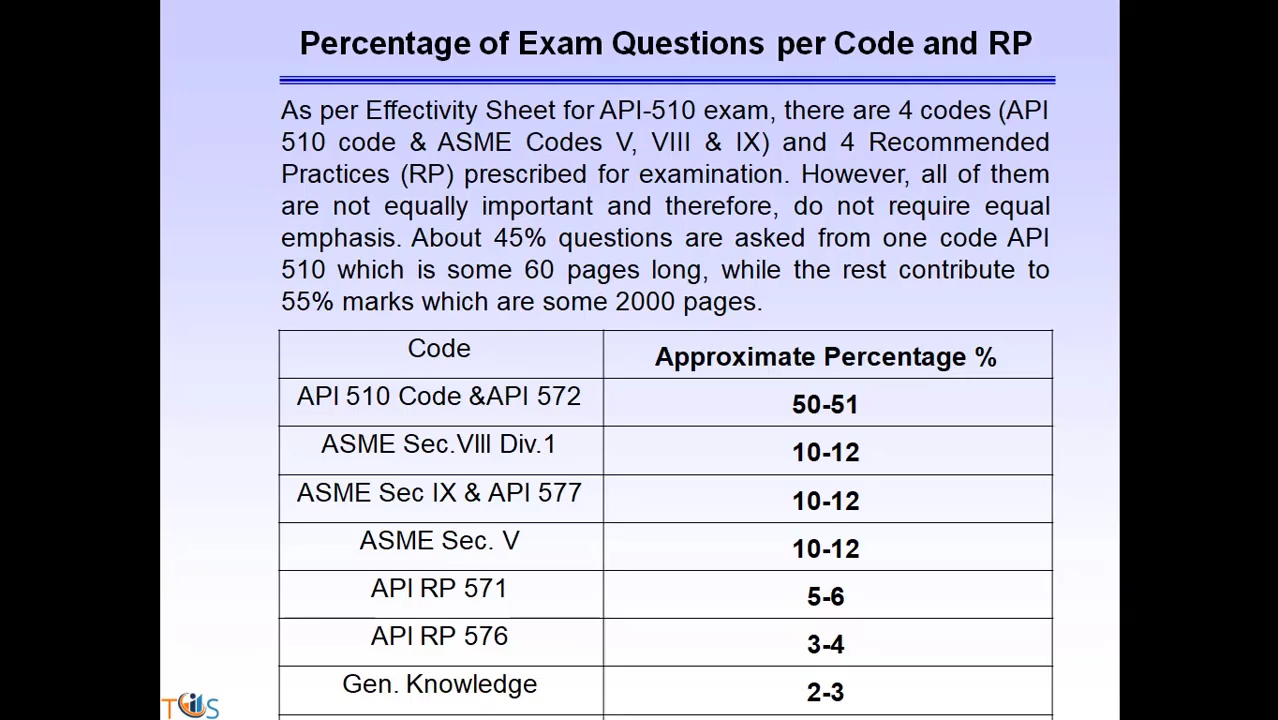 Percentage of Exam Questions per Code and RP
As per Effectivity Sheet for API-510 exam, there are 4 codes (API
510 code & ASME Codes V, VIII & IX) and 4 Recommended
Practices (RP) prescribed for examination. However, all of them
are not equally important and therefore, do not require equal
emphasis. About 45% questions are asked from one code API
510 which is some 60 pages long, while the rest contribute to
55% marks which are some 2000 pages.
Code Approximate Percentage %
API 510 Code &API 572 50-51
ASME Sec.VIII Div.1 10-12
ASME Sec IX & API 577 10-12
ASME Sec. V 10-12
API RP 571 5-6
API RP 576 3-4
Gen. Knowledge 2-3